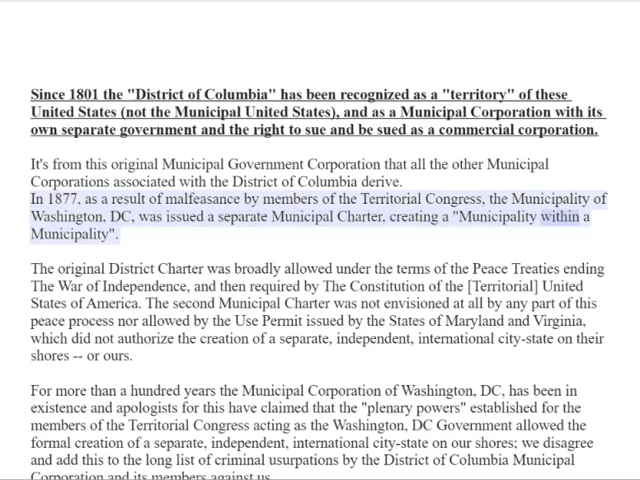 Since 1801 the "District of Columbia" has been recognized as a "territory" of these
United States (not the Municipal United States), and as a Municipal Corporation with its
own separate government and the right to sue and be sued as a commercial corporation.
It's from this original Municipal Government Corporation that all the other Municipal
Corporations associated with the District of Columbia derive.
In 1877, as a result of malfeasance by members of the Territorial Congress, the Municipality of
Washington, DC, was issued a separate Municipal Charter, creating a "Municipality within a
Municipality".
The original District Charter was broadly allowed under the terms of the Peace Treaties ending
The War of Independence, and then required by The Constitution of the [Territorial] United
States of America. The second Municipal Charter was not envisioned at all by any part of this
peace process nor allowed by the Use Permit issued by the States of Maryland and Virginia,
which did not authorize the creation of a separate, independent, international city-state on their
shores -- or ours.
For more than a hundred years the Municipal Corporation of Washington, DC, has been in
existence and apologists for this have claimed that the "plenary powers" established for the
members of the Territorial Congress acting as the Washington, DC Government allowed the
formal creation of a separate, independent, international city-state on our shores; we disagree
and add this to the long list of criminal usurpations by the District of Columbia Municipal
Corporation and its members against us.